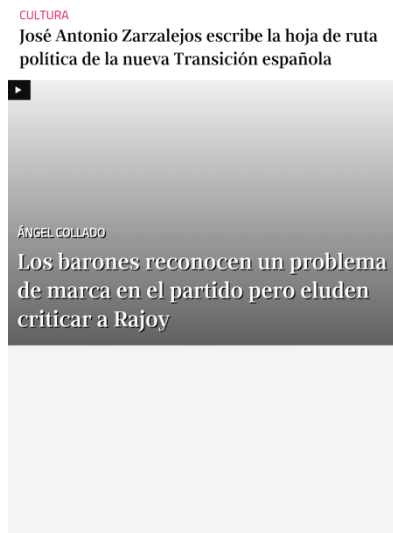 CULTURA
José Antonio Zarzalejos escribe la hoja de ruta
política de la nueva Transición española
ÁNGEL COLLADO
Los barones reconocen un problema
de marca en el partido pero eluden
criticar a Rajoy